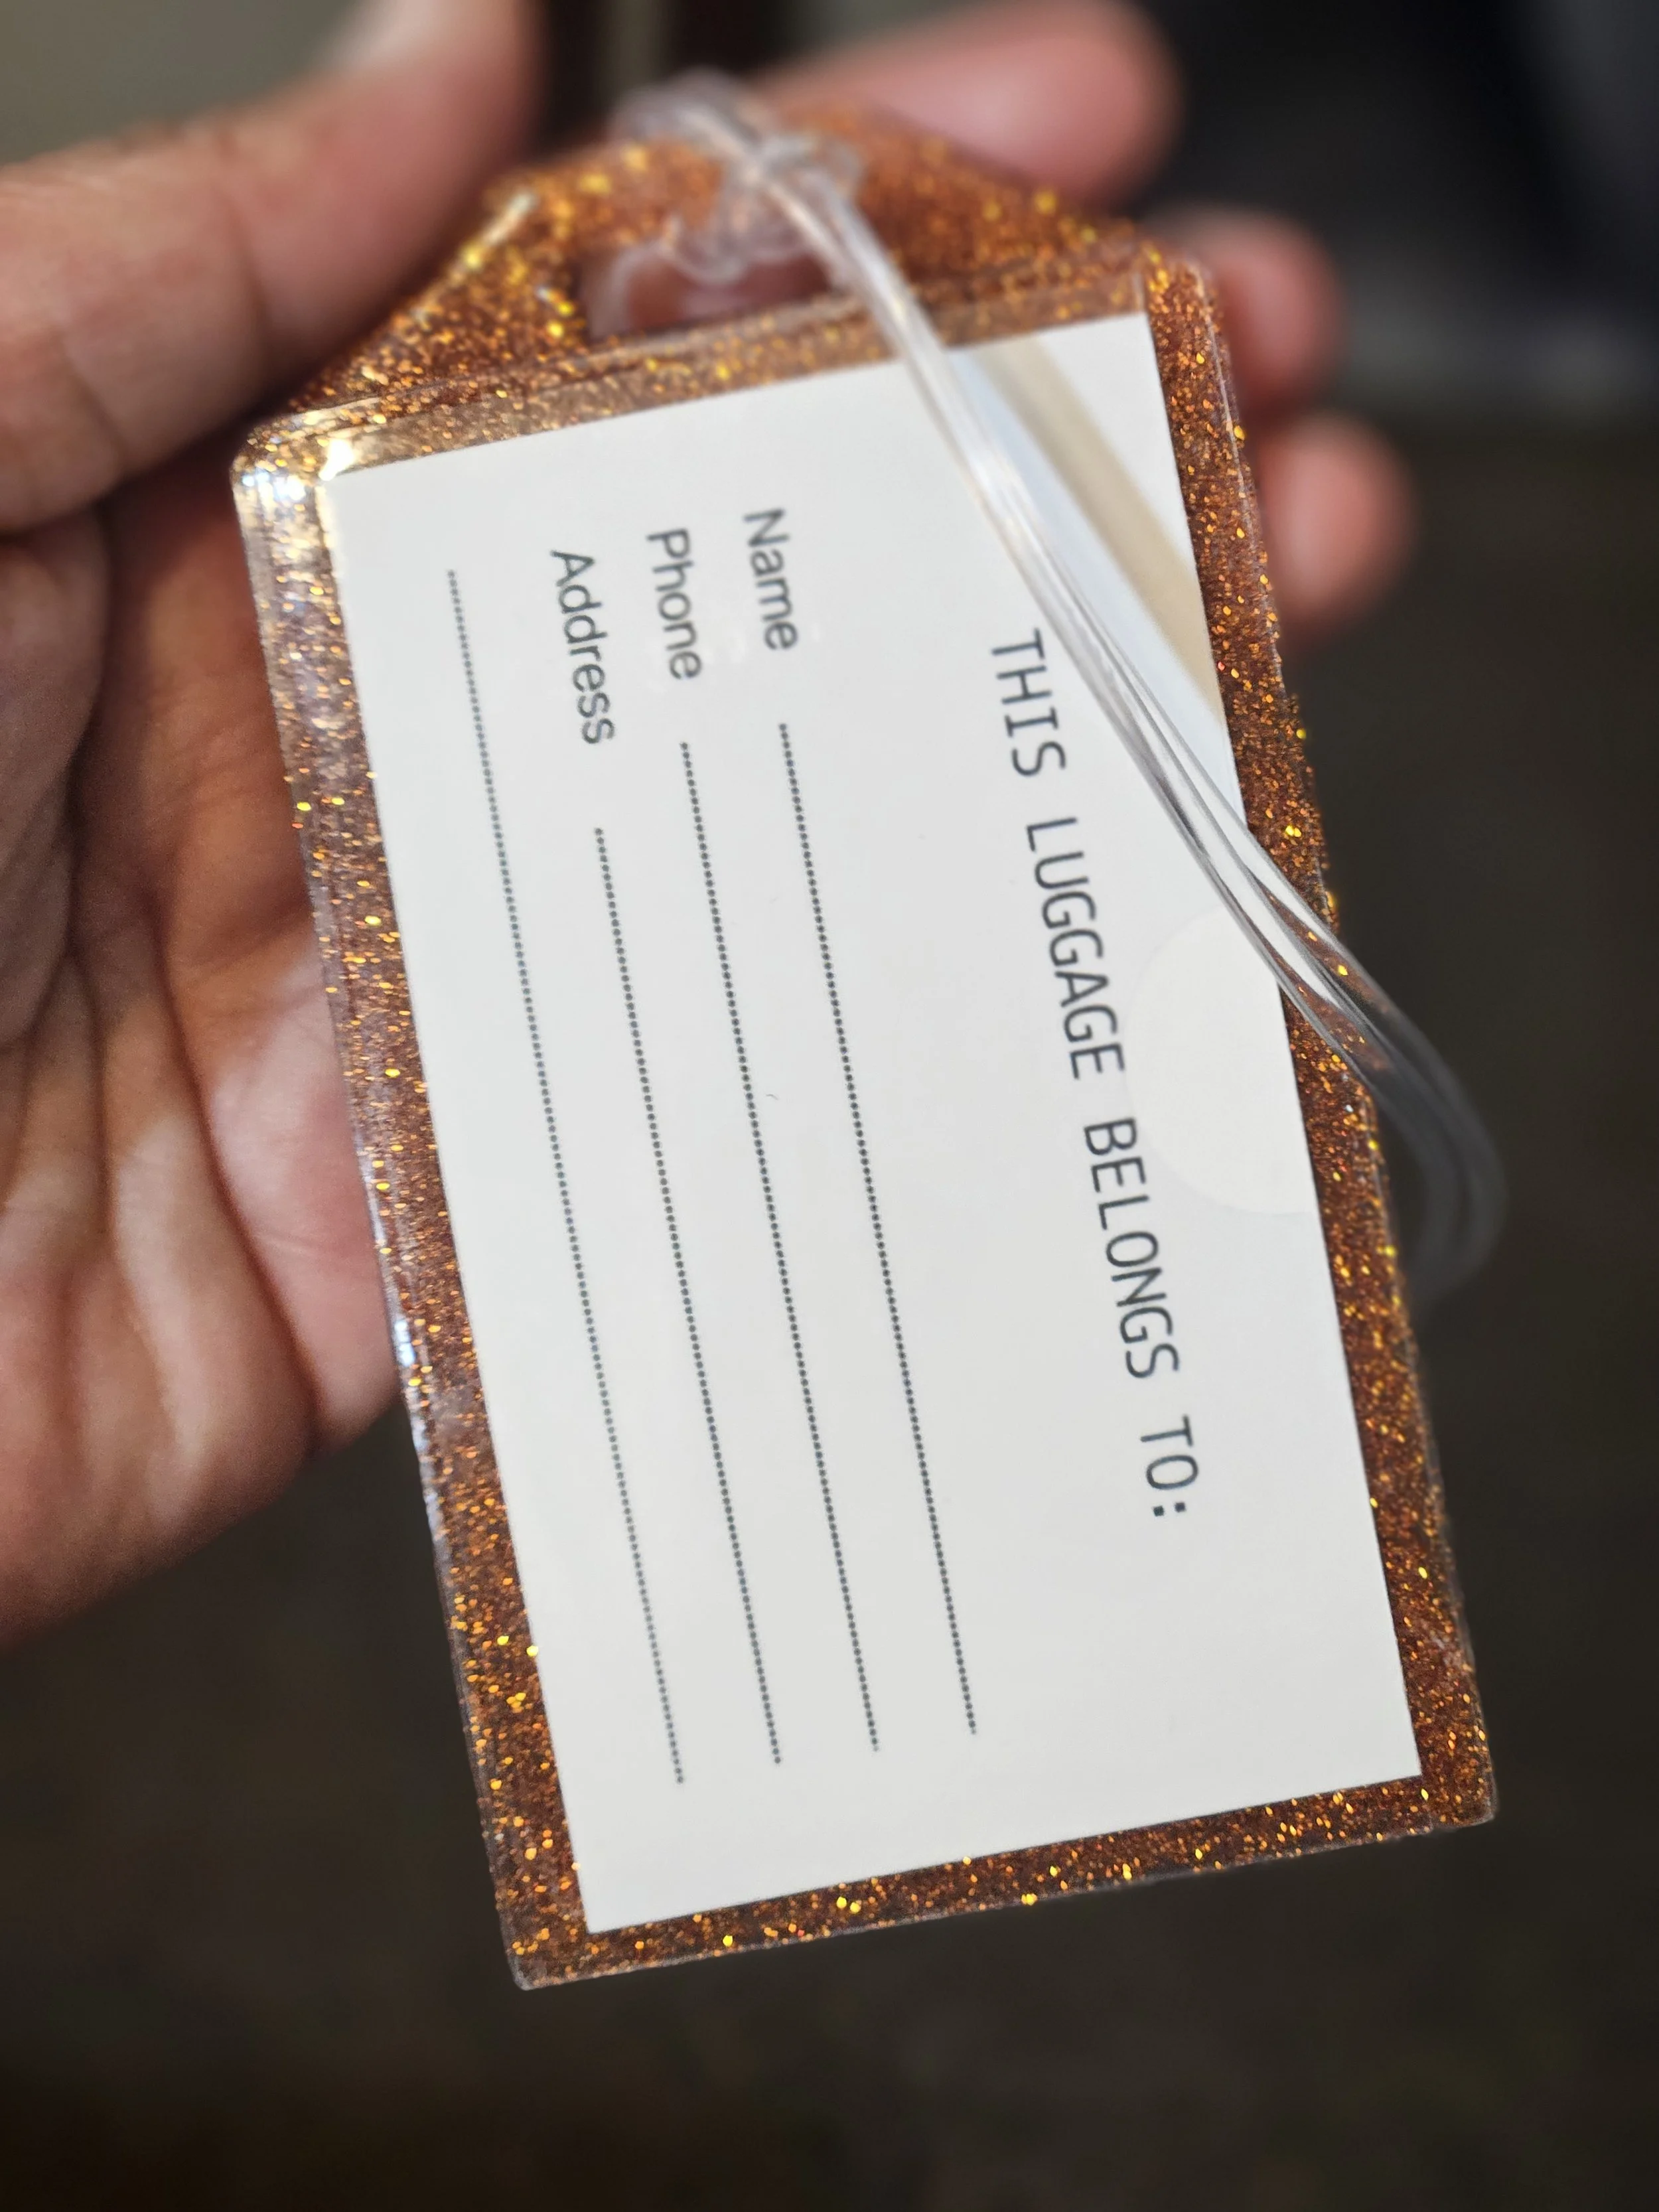 THIS LUGGAGE BELONGS TO:
Name
Phone
Address